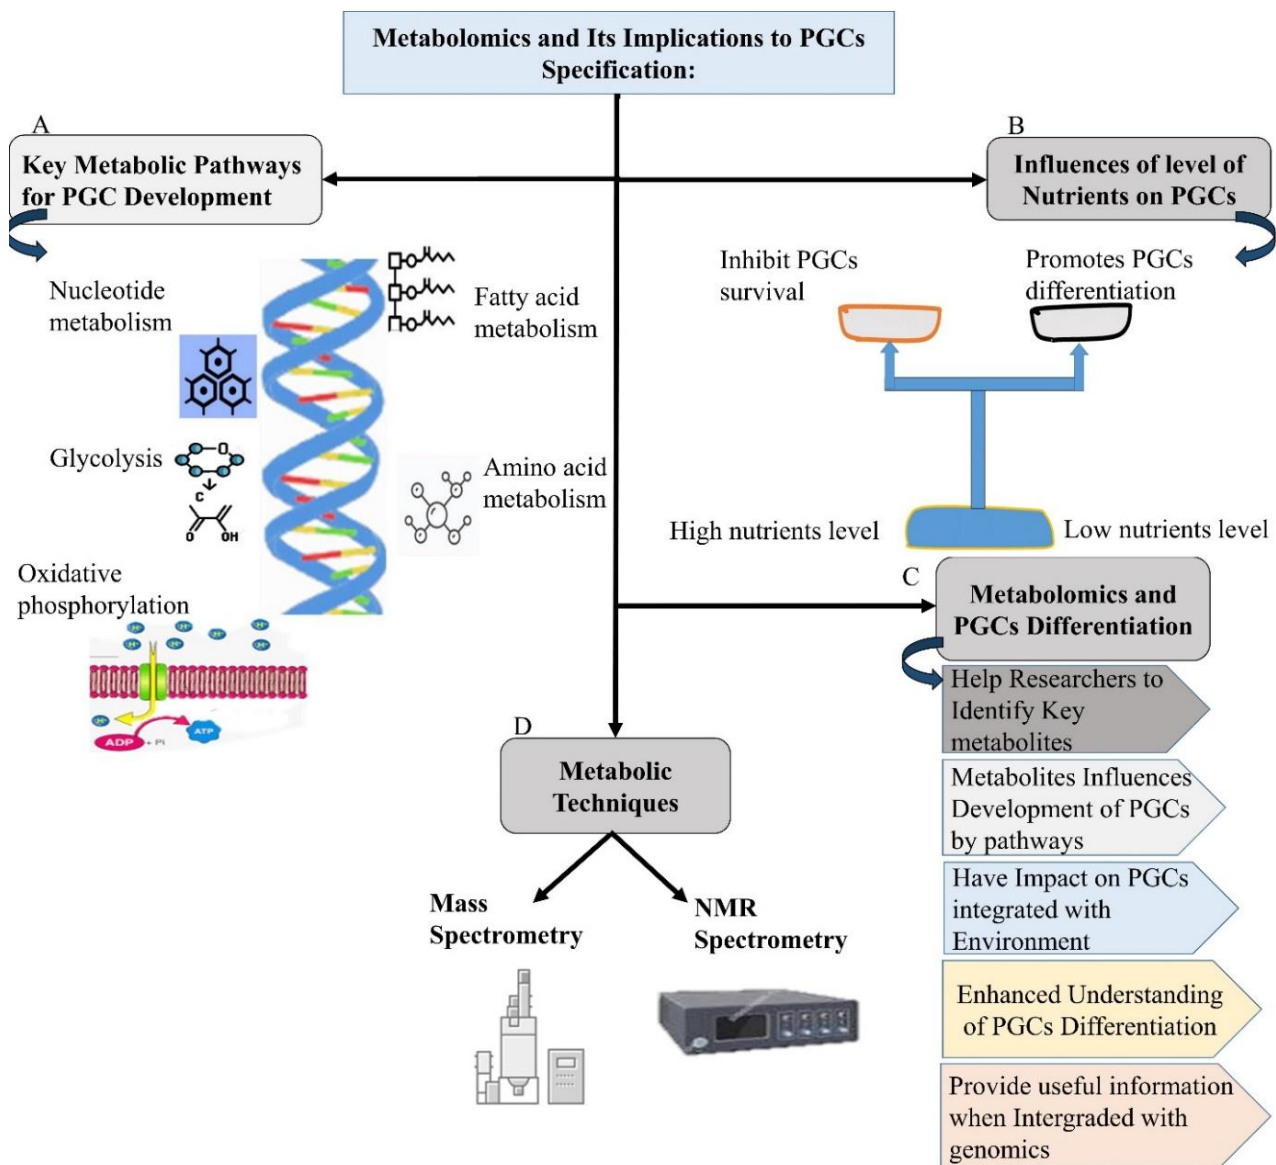 Metabolomics and Its Implications to PGCs
Specification:
A
Key Metabolic Pathways
for PGC Development
B
Influences of level of
Nutrients on PGCs
Nucleotide
metabolism
Fatty acid
metabolism
Glycolysis
O
C
O
OH
Amino acid
metabolism
Oxidative
phosphorylation
H+
H+
H+
H+
H+
H+
H+
ADP + Pi
ATP
Inhibit PGCs
survival
Promotes PGCs
differentiation
High nutrients level
Low nutrients level
C
Metabolomics and
PGCs Differentiation
Help Researchers to
Identify Key
metabolites
Metabolites Influences
Development of PGCs
by pathways
Have Impact on PGCs
integrated with
Environment
Enhanced Understanding
of PGCs Differentiation
Provide useful information
when Intergraded with
genomics
D
Metabolic
Techniques
Mass
Spectrometry
NMR
Spectrometry